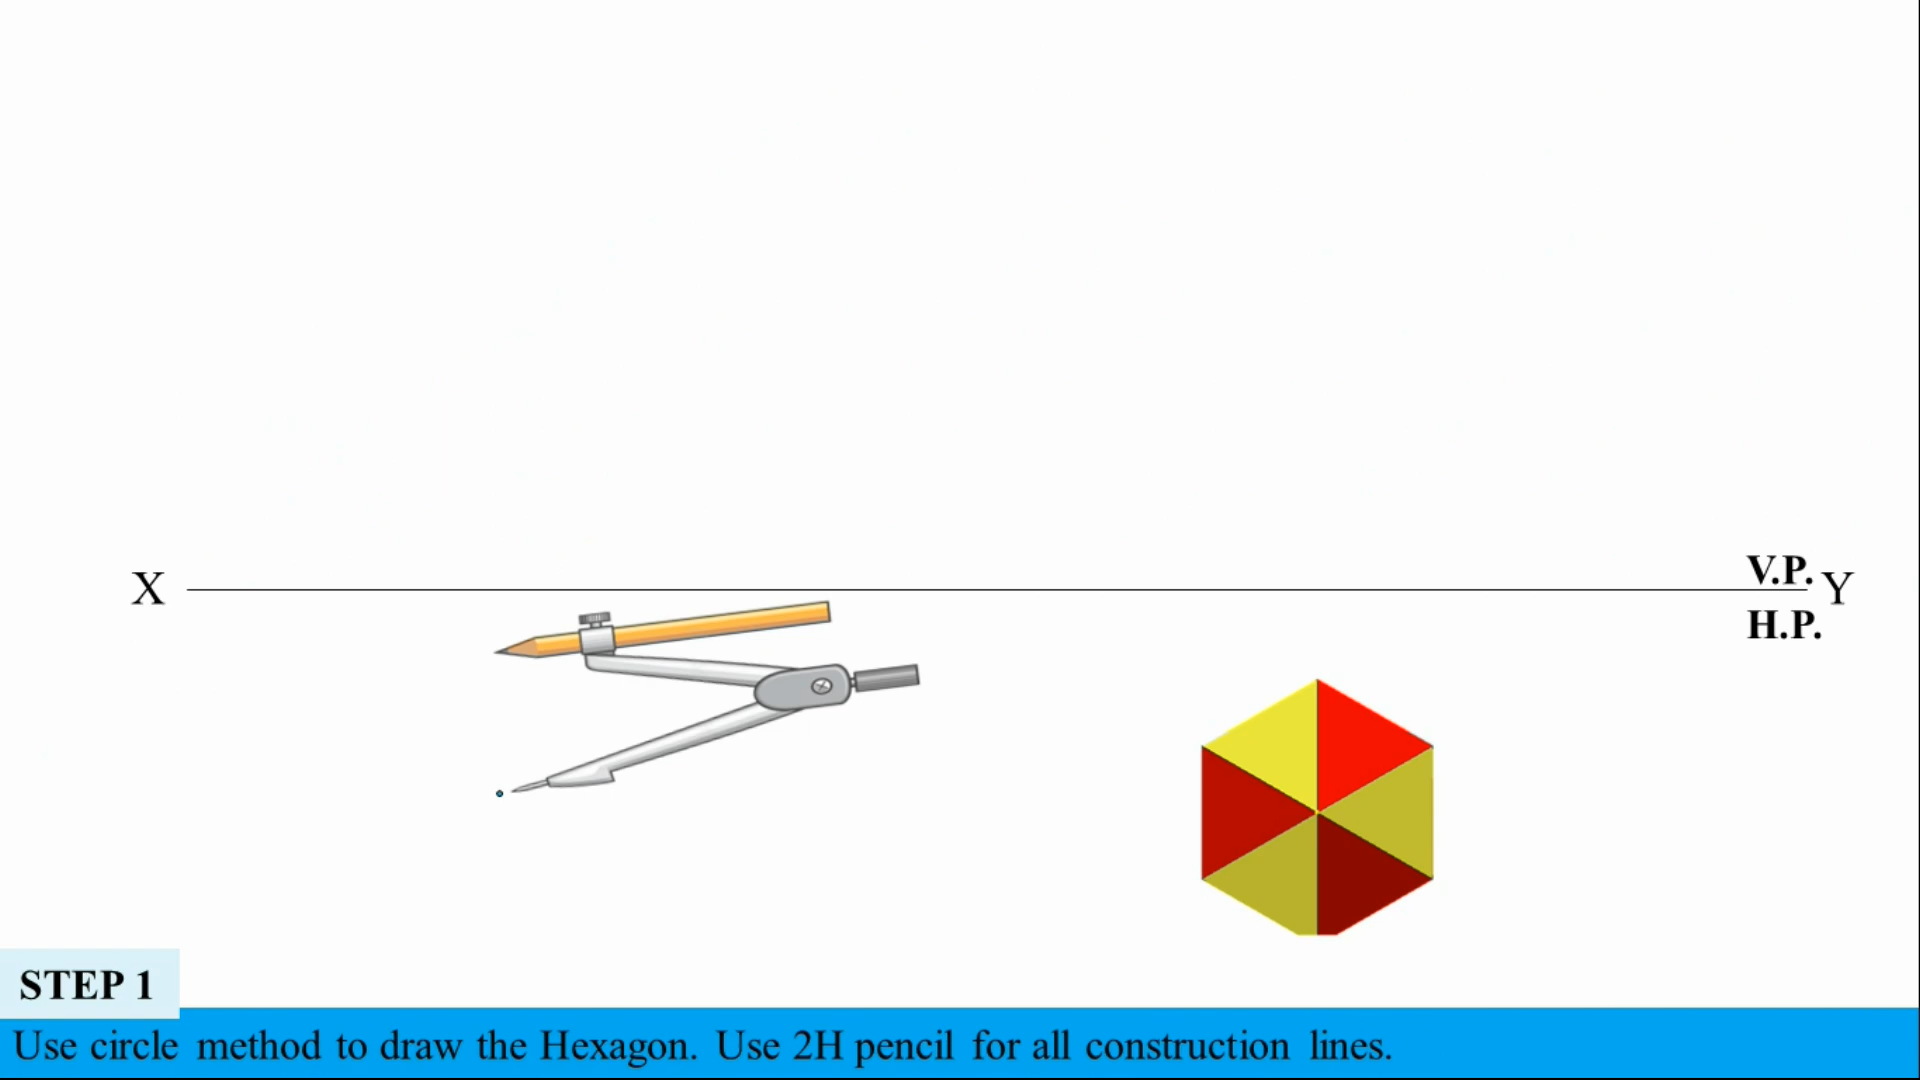 V.P.
X
Y
H.P.
STEP 1
Use circle method to draw the Hexagon. Use 2H pencil for all construction lines.